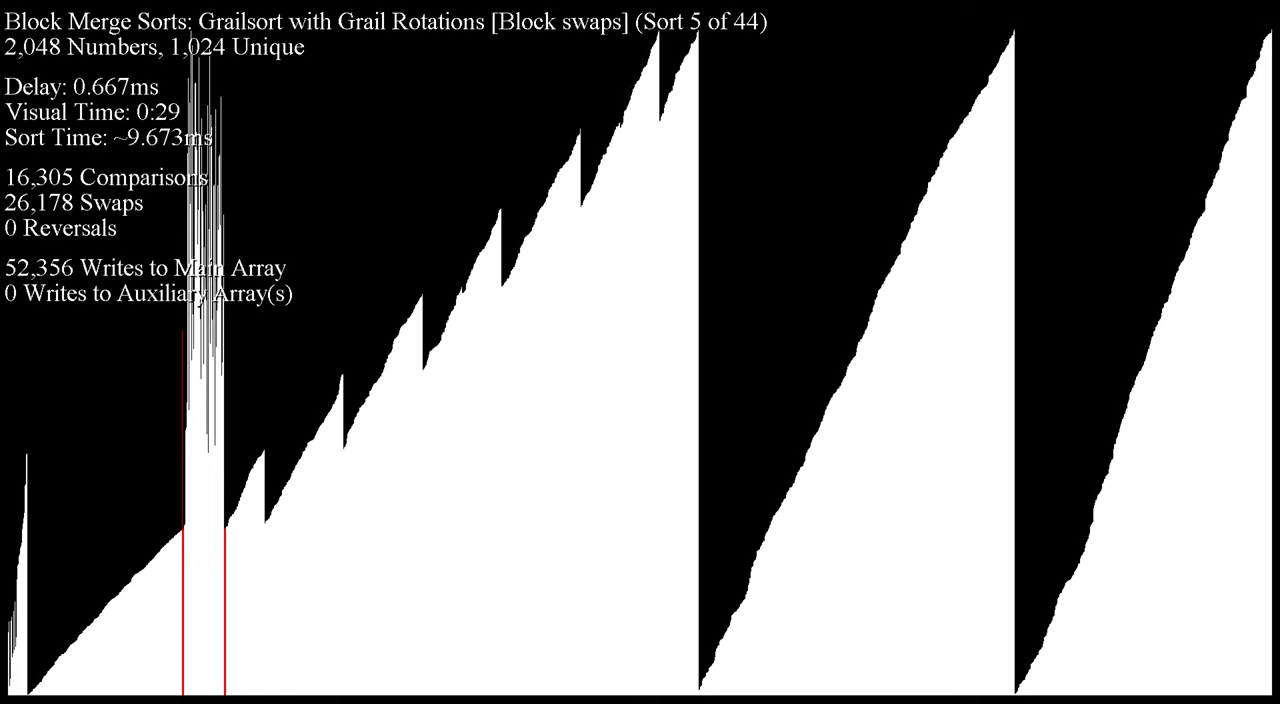 Block Merge Sorts: Grailsort with Grail Rotations [Block swaps] (Sort 5 of 44)
2,048 Numbers, 1,024 Unique
Delay: 0.667ms
Visual Time: 0:29
Sort Time: ~9.673ms
16,305 Comparisons
26,178 Swaps
0 Reversals
52,356 Writes to Main Array
0 Writes to Auxiliary Array(s)